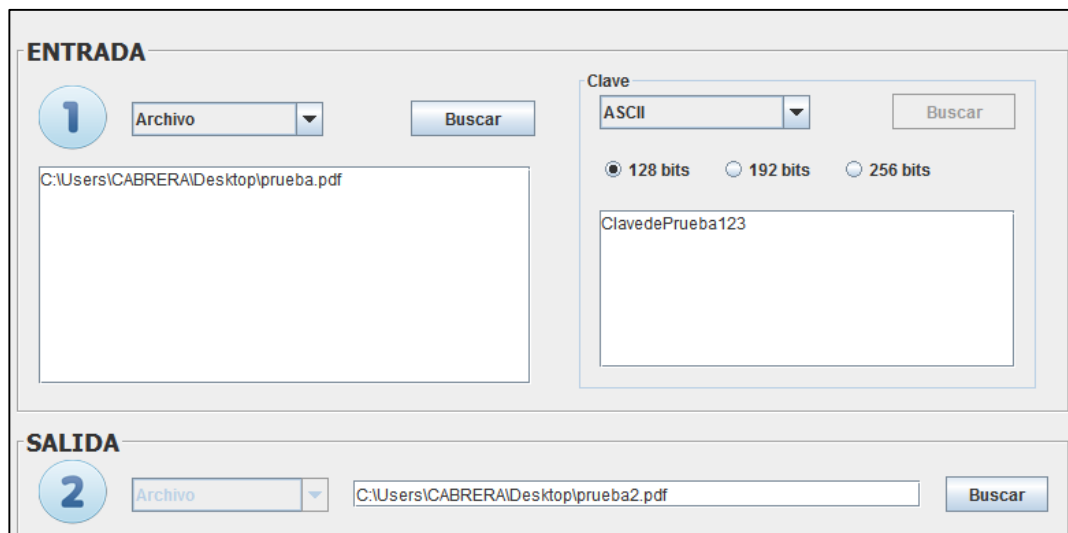 ENTRADA
1
Archivo
Buscar
C:\Users\CABRERA\Desktop\prueba.pdf
Clave
ASCII
Buscar
128 bits
192 bits
256 bits
ClavedePrueba123
SALIDA
2
Archivo
C:\Users\CABRERA\Desktop\prueba2.pdf
Buscar